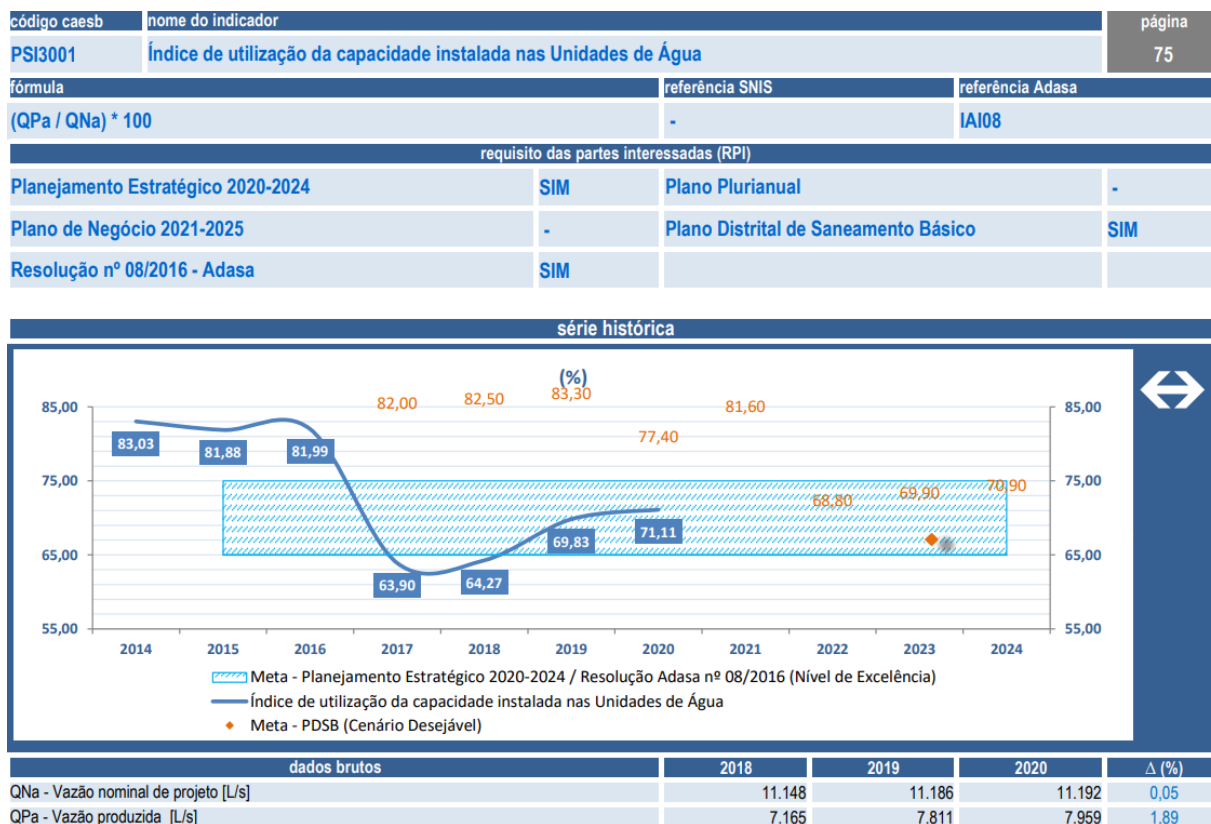 código caesb nome do indicador página
PSI3001 Índice de utilização da capacidade instalada nas Unidades de Água 75
fórmula referência SNIS referência Adasa
(QPa / QNa) * 100 - IAI08
requisito das partes interessadas (RPI)
Planejamento Estratégico 2020-2024 SIM Plano Plurianual -
Plano de Negócio 2021-2025 - Plano Distrital de Saneamento Básico SIM
Resolução nº 08/2016 - Adasa SIM
série histórica
(%)
82,00 82,50 83,30 81,60
85,00 85,00
83,03 81,88 81,99 77,40
75,00 75,00
68,80 69,90 70,90
69,83 71,11
65,00 65,00
63,90 64,27
55,00 55,00
2014 2015 2016 2017 2018 2019 2020 2021 2022 2023 2024
Meta - Planejamento Estratégico 2020-2024 / Resolução Adasa nº 08/2016 (Nível de Excelência)
Índice de utilização da capacidade instalada nas Unidades de Água
Meta - PDSB (Cenário Desejável)
dados brutos 2018 2019 2020 Δ (%)
QNa - Vazão nominal de projeto [L/s] 11.148 11.186 11.192 0,05
QPa - Vazão produzida [L/s] 7.165 7.811 7.959 1,89